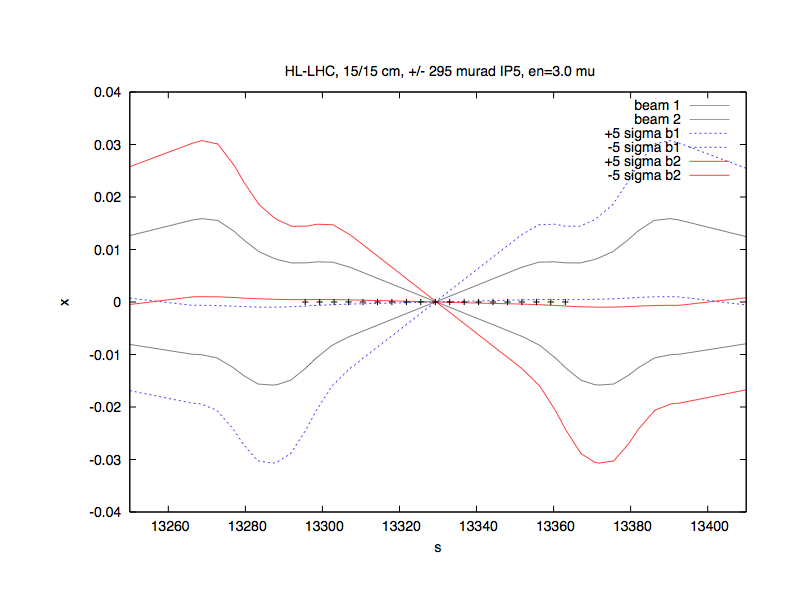 HL-LHC, 15/15 cm, +/- 295 murad IP5, en=3.0 mu
0.04
beam 1
beam 2
+5 sigma b1
0.03
-5 sigma b1
+5 sigma b2
-5 sigma b2
0.02
0.01
x
0
-0.01
-0.02
-0.03
-0.04
13260
13280
13300
13320
13340
13360
13380
13400
s